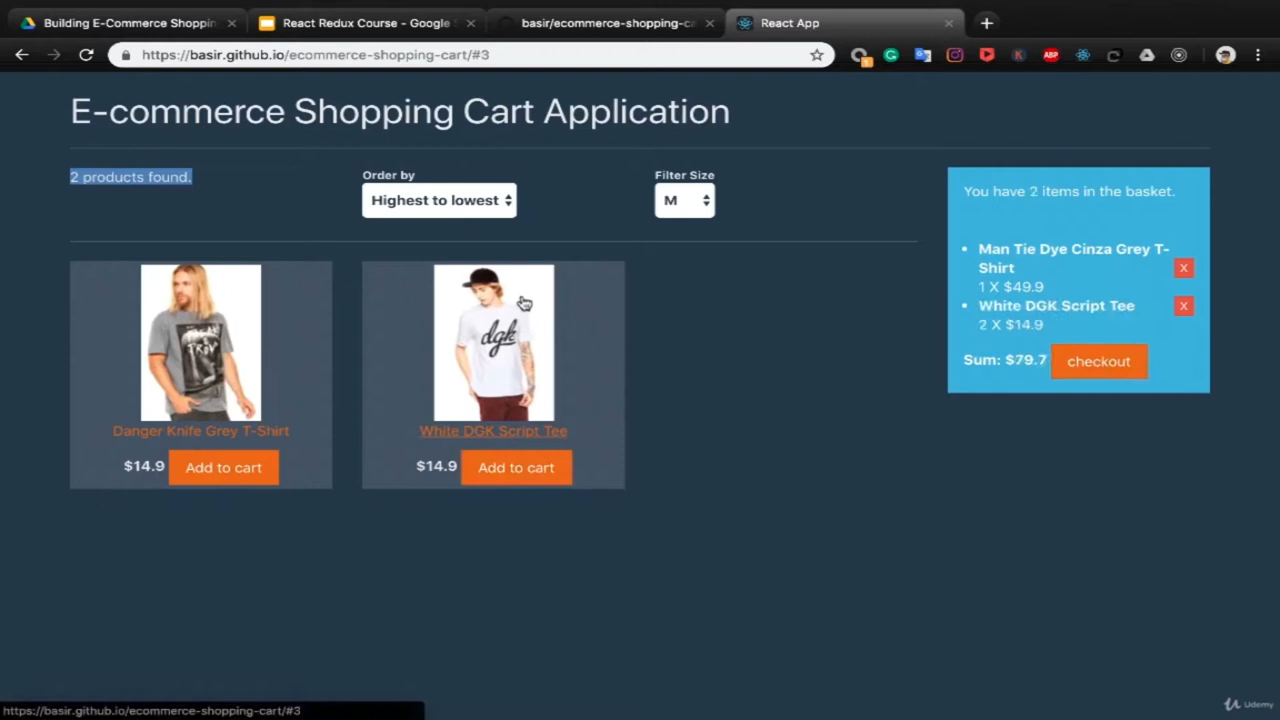 Building E-Commerce Shoppin
React Redux Course - Google S
basir/ecommerce-shopping-ca
React App
https://basir.github.io/ecommerce-shopping-cart/#3
1
ABP
E-commerce Shopping Cart Application
2 products found.
Order by
Highest to lowest
Filter Size
M
You have 2 items in the basket.
Man Tie Dye Cinza Grey T-
Shirt
X
1 X $49.9
White DGK Script Tee
X
2 X $14.9
Sum: $79.7
checkout
dgk
Danger Knife Grey T-Shirt
$14.9
Add to cart
White DGK Script Tee
$14.9
Add to cart
https://basir.github.io/ecommerce-shopping-cart/#3
Udemy